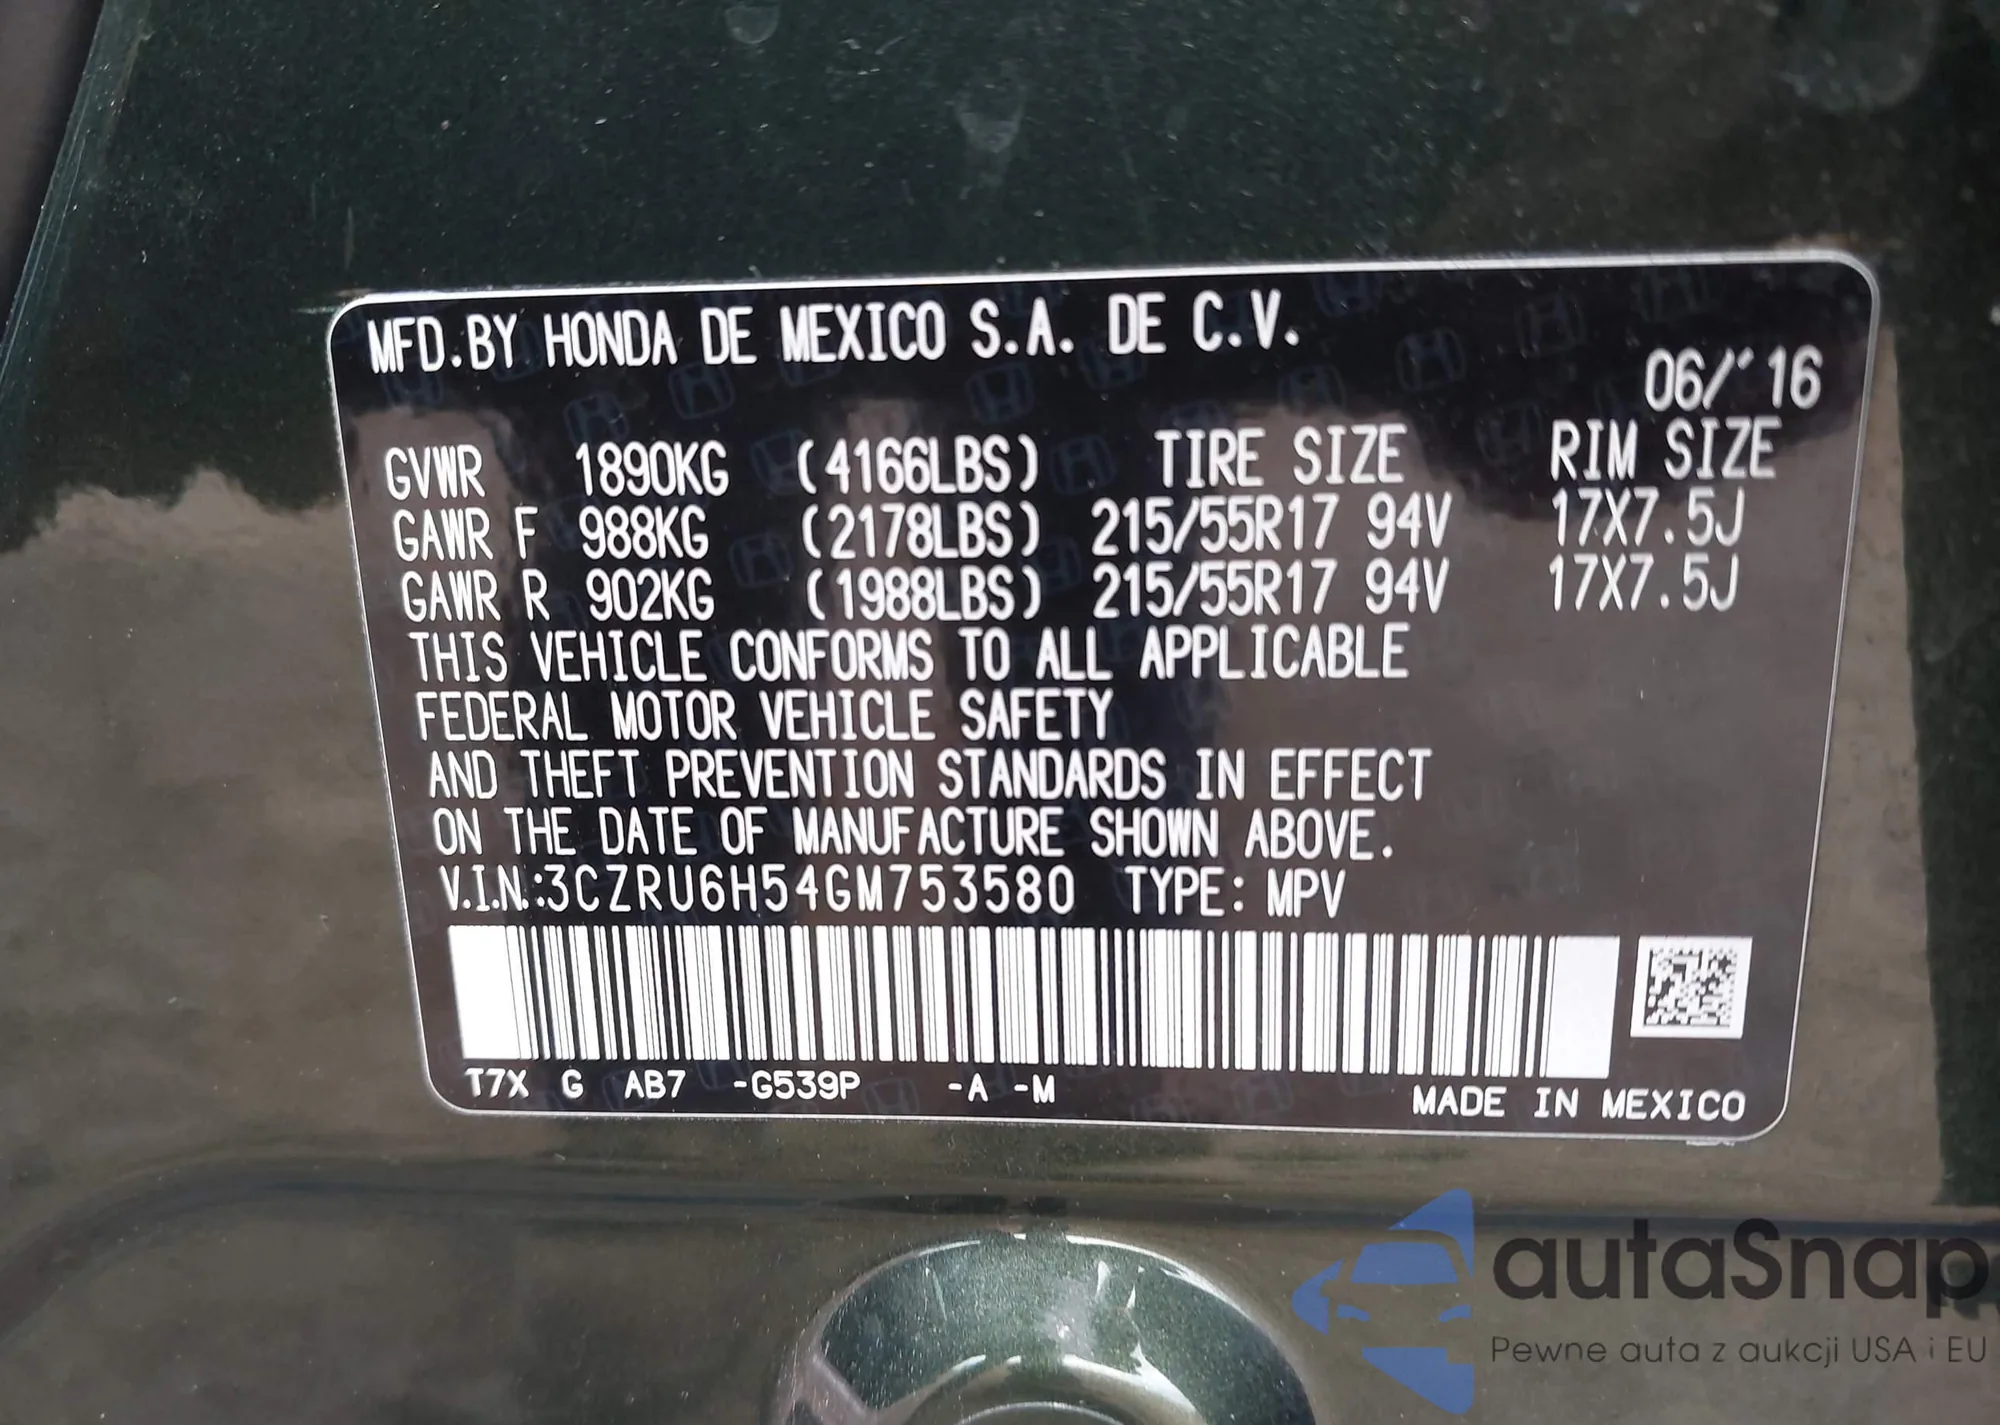 MFD.BY HONDA DE MEXICO S.A. DE C.V.
06/'16
GVWR 1890KG (4166LBS) TIRE SIZE RIM SIZE
GAWR F 988KG (2178LBS) 215/55R17 94V 17X7.5J
GAWR R 902KG (1988LBS) 215/55R17 94V 17X7.5J
THIS VEHICLE CONFORMS TO ALL APPLICABLE
FEDERAL MOTOR VEHICLE SAFETY
AND THEFT PREVENTION STANDARDS IN EFFECT
ON THE DATE OF MANUFACTURE SHOWN ABOVE.
V.I.N.:3CZRU6H54GM753580 TYPE: MPV
T7X G AB7 -G539P -A -M
MADE IN MEXICO
autaSnap
Pewne auta z aukcji USA i EU